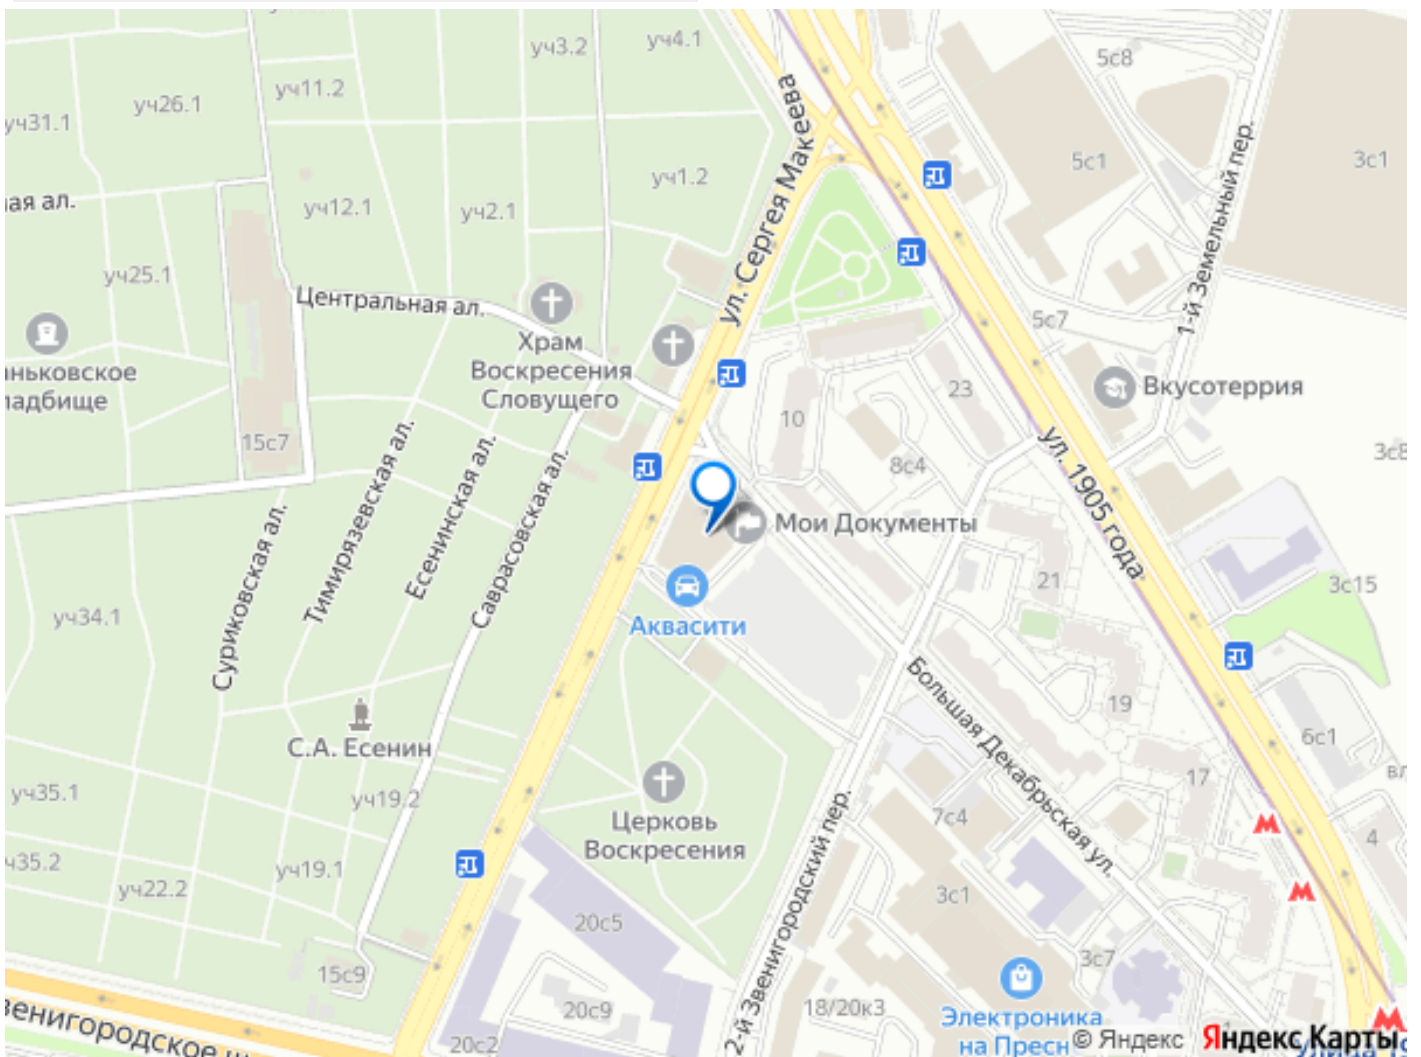 уч3.2
уч4.1
5с8
уч11.2
уч26.1
уч31.1
ул. Сергея Макеева
5с1
3с1
1-й Земельный пер.
уч1.2
ая ал.
уч12.1
уч2.1
уч25.1
Центральная ал.
5с7
Храм
Воскресения
Словущего
аньковское
ладбище
Вкусотеррия
23
10
15с7
8с4
ул. 1905 года
3с8
Суриковская ал.
Тимирязевская ал.
Есенинская ал.
Саврасовская ал.
Мои Документы
21
3с15
уч34.1
Аквасити
Большая Декабрьская ул.
19
С.А. Есенин
6с1
17
вл
уч35.1
уч19.2
Церковь
Воскресения
2-й Звенигородский пер.
7с4
4
ч35.2
уч19.1
уч22.2
3с1
20с5
3с7
15с9
20с9
18/20к3
Электроника
на Пресн
венигородское ш
20с2
© Яндекс
Яндекс Карты